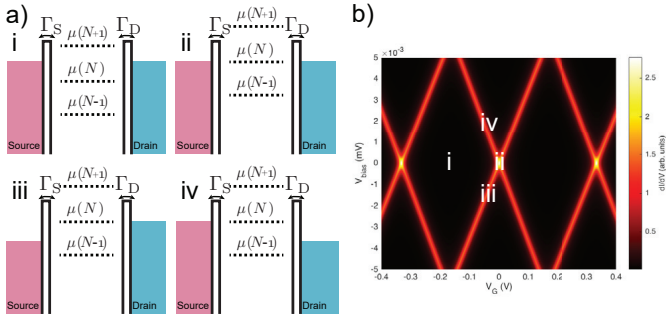 a)
i
Γ_S
Γ_D
μ(N+1)
μ(N)
μ(N-1)
Source
Drain
ii
Γ_S
Γ_D
μ(N+1)
μ(N)
μ(N-1)
Source
Drain
iii
Γ_S
Γ_D
μ(N+1)
μ(N)
μ(N-1)
Source
Drain
iv
Γ_S
Γ_D
μ(N+1)
μ(N)
μ(N-1)
Source
Drain
b)
×10⁻³
5
4
3
2
1
0
-1
-2
-3
-4
-5
V_bias (mV)
-0.4 -0.3 -0.2 -0.1 0 0.1 0.2 0.3 0.4
V_G (V)
i
ii
iii
iv
2.5
2
1.5
1
0.5
dI/dV (arb. units)